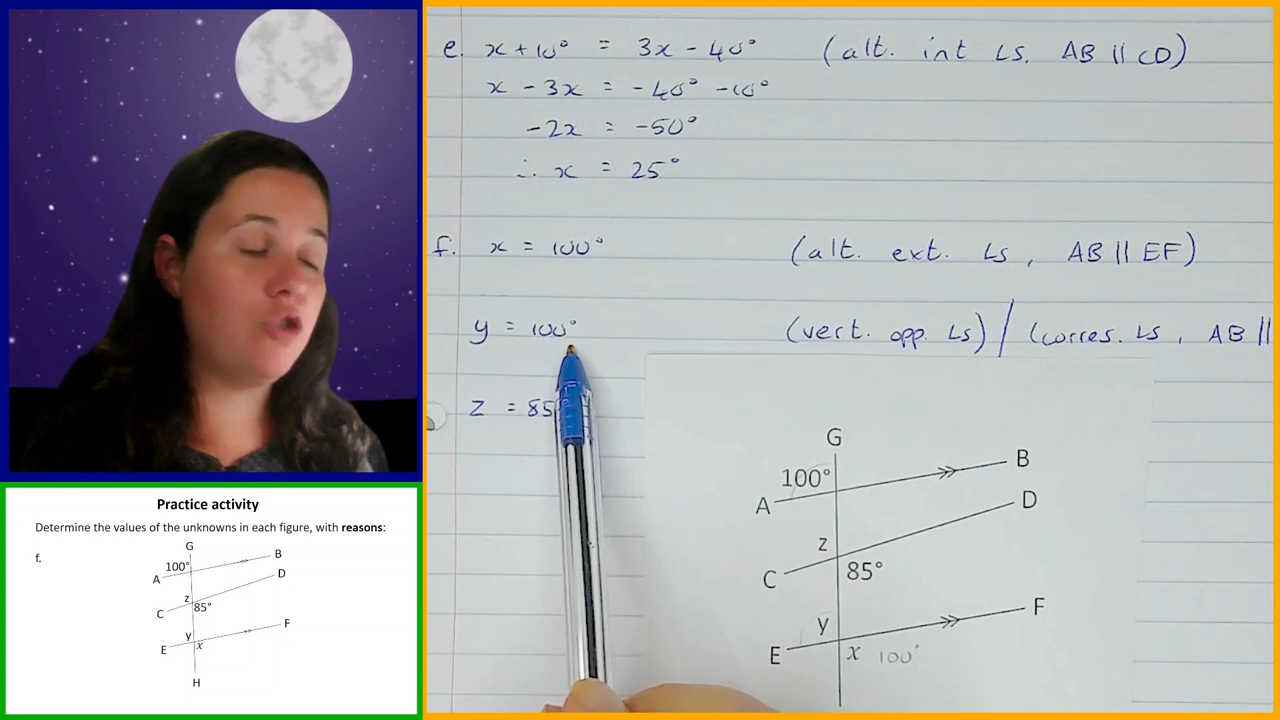 e. x + 10° = 3x - 40° (alt. int ∠s. AB || CD)
x - 3x = -40° -10°
-2x = -50°
∴ x = 25°
f. x = 100° (alt. ext. ∠s, AB || EF)
y = 100° (vert. opp. ∠s) / (corres. ∠s, AB ||
z = 85
G
100°
B
A
D
z
C
85°
F
y
E
x 100°
Practice activity
Determine the values of the unknowns in each figure, with reasons:
f.
G
100°
B
A
D
z
C
85°
F
y
E
x
H